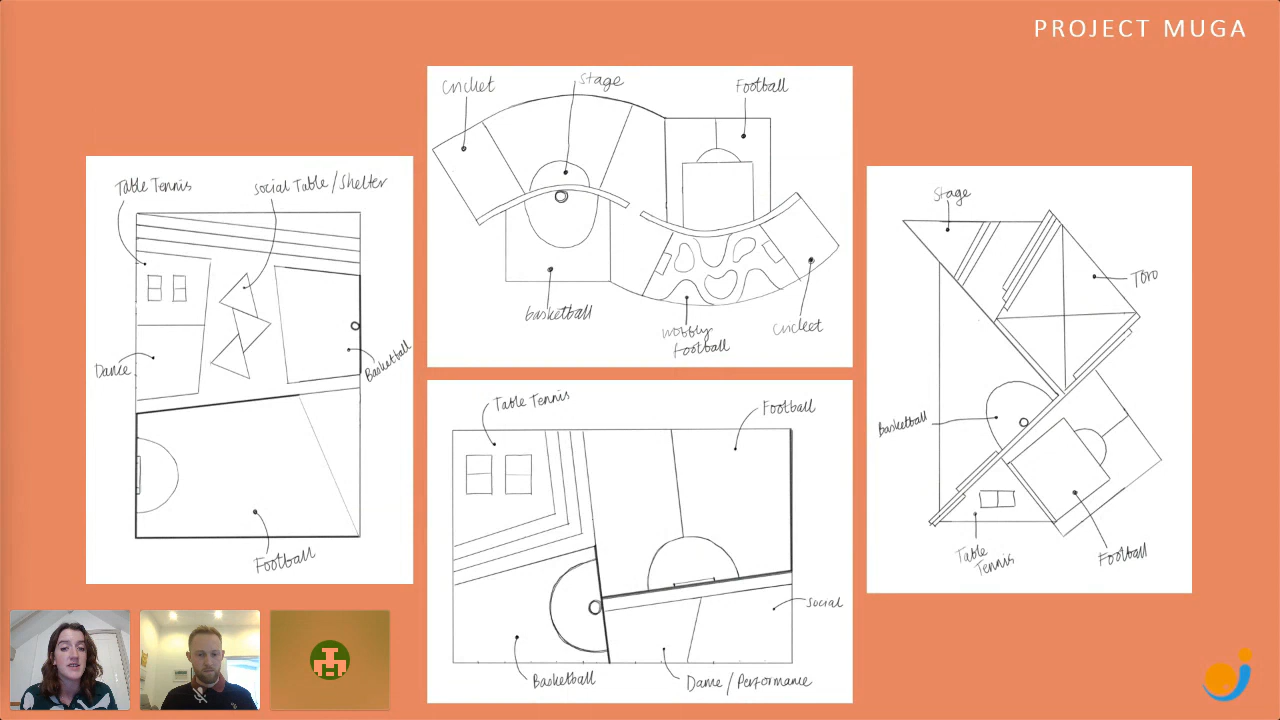 PROJECT MUGA
Table Tennis
Social Table / Shelter
Dance
Basketball
Football
Cricket
Stage
Football
basketball
wobbly
football
cricket
Table Tennis
Football
Social
Basketball
Dance / Performance
Stage
Toro
Basketball
Table
Tennis
Football